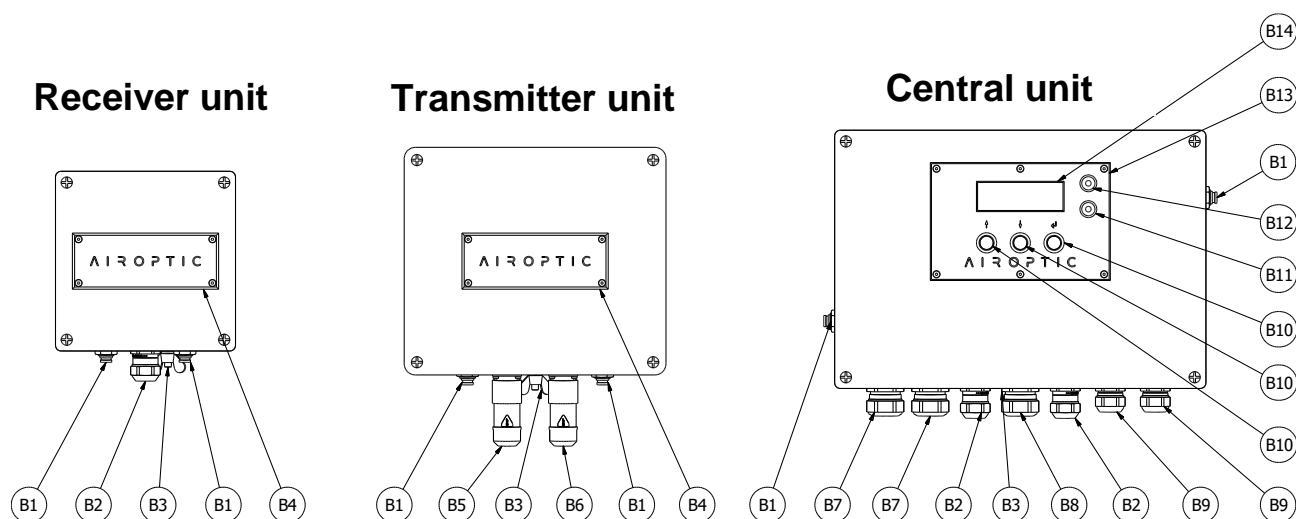 Receiver unit
Transmitter unit
Central unit
AIROPTIC
AIROPTIC
AIROPTIC
B14
B13
B1
B12
B11
B10
B10
B10
B1
B2
B3
B1
B4
B1
B5
B3
B6
B1
B4
B1
B7
B7
B2
B3
B8
B2
B9
B9